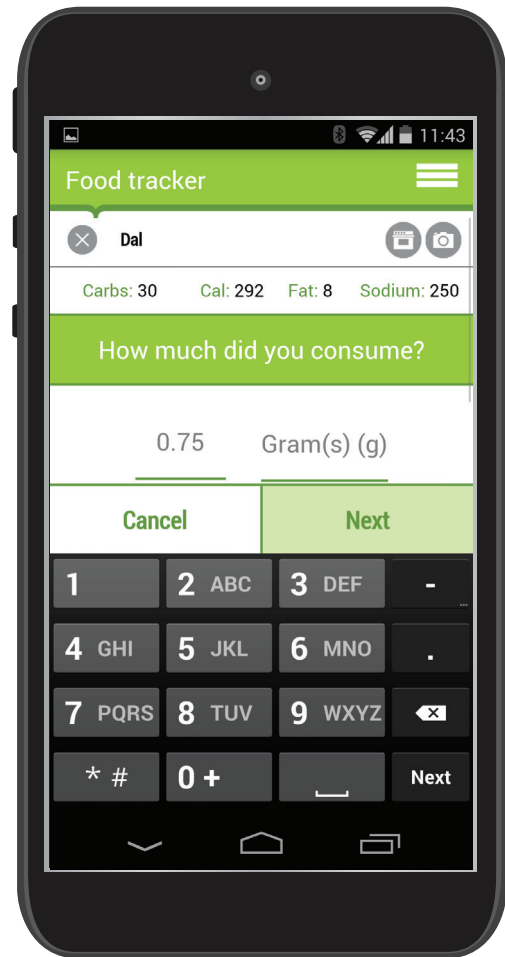 11:43
Food tracker
Dal
Carbs: 30 Cal: 292 Fat: 8 Sodium: 250
How much did you consume?
0.75 Gram(s) (g)
Cancel Next
1 2 ABC 3 DEF -
4 GHI 5 JKL 6 MNO .
7 PQRS 8 TUV 9 WXYZ
* # 0 + Next